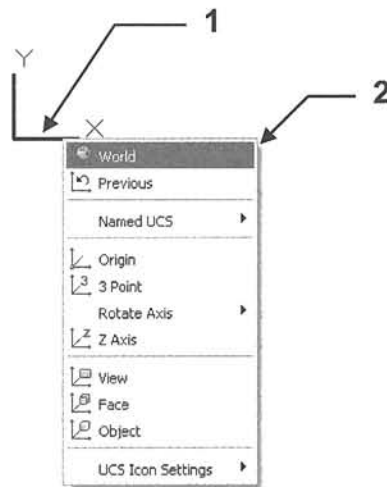 1
2
Y
X
World
Previous
Named UCS
Origin
3 Point
Rotate Axis
Z Axis
View
Face
Object
UCS Icon Settings